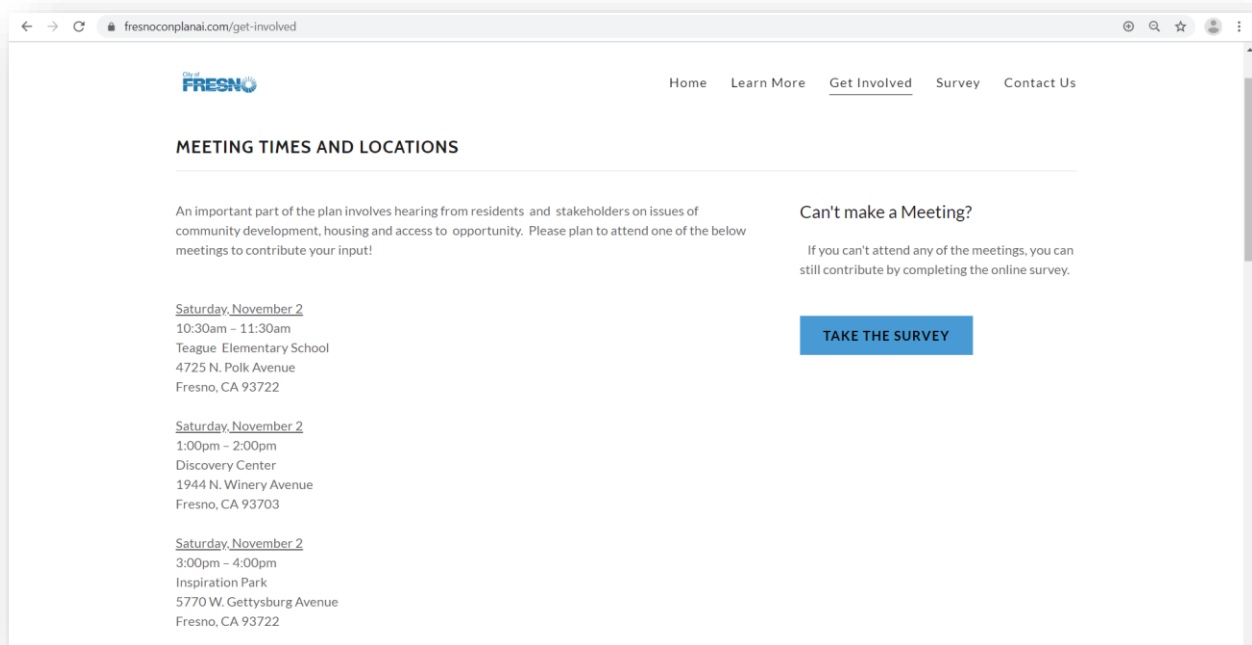 fresnoconplanai.com/get-involved
City of
FRESNO
Home Learn More Get Involved Survey Contact Us
MEETING TIMES AND LOCATIONS
An important part of the plan involves hearing from residents and stakeholders on issues of
community development, housing and access to opportunity. Please plan to attend one of the below
meetings to contribute your input!
Saturday, November 2
10:30am – 11:30am
Teague Elementary School
4725 N. Polk Avenue
Fresno, CA 93722
Saturday, November 2
1:00pm – 2:00pm
Discovery Center
1944 N. Winery Avenue
Fresno, CA 93703
Saturday, November 2
3:00pm – 4:00pm
Inspiration Park
5770 W. Gettysburg Avenue
Fresno, CA 93722
Can't make a Meeting?
If you can't attend any of the meetings, you can
still contribute by completing the online survey.
TAKE THE SURVEY